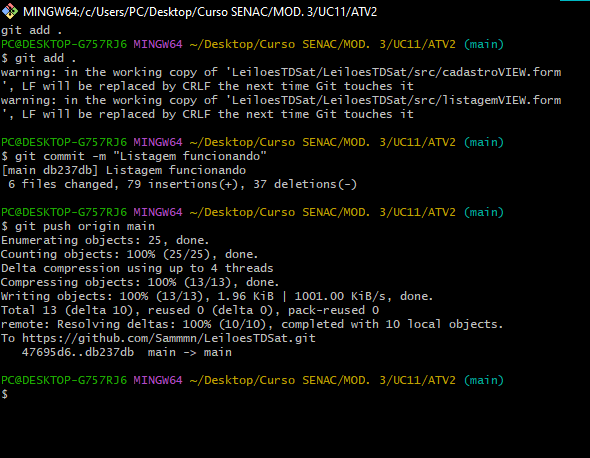 MINGW64:/c/Users/PC/Desktop/Curso SENAC/MOD. 3/UC11/ATV2
git add .
PC@DESKTOP-G757RJ6 MINGW64 ~/Desktop/Curso SENAC/MOD. 3/UC11/ATV2 (main)
$ git add .
warning: in the working copy of 'LeiloesTDSat/LeiloesTDSat/src/cadastroVIEW.form
', LF will be replaced by CRLF the next time Git touches it
warning: in the working copy of 'LeiloesTDSat/LeiloesTDSat/src/listagemVIEW.form
', LF will be replaced by CRLF the next time Git touches it
PC@DESKTOP-G757RJ6 MINGW64 ~/Desktop/Curso SENAC/MOD. 3/UC11/ATV2 (main)
$ git commit -m "Listagem funcionando"
[main db237db] Listagem funcionando
 6 files changed, 79 insertions(+), 37 deletions(-)
PC@DESKTOP-G757RJ6 MINGW64 ~/Desktop/Curso SENAC/MOD. 3/UC11/ATV2 (main)
$ git push origin main
Enumerating objects: 25, done.
Counting objects: 100% (25/25), done.
Delta compression using up to 4 threads
Compressing objects: 100% (13/13), done.
Writing objects: 100% (13/13), 1.96 KiB | 1001.00 KiB/s, done.
Total 13 (delta 10), reused 0 (delta 0), pack-reused 0
remote: Resolving deltas: 100% (10/10), completed with 10 local objects.
To https://github.com/Sammmn/LeiloesTDSat.git
   47695d6..db237db  main -> main
PC@DESKTOP-G757RJ6 MINGW64 ~/Desktop/Curso SENAC/MOD. 3/UC11/ATV2 (main)
$